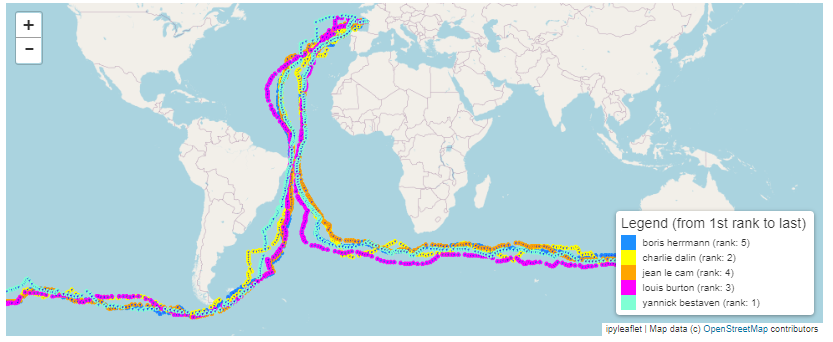 +
−
Legend (from 1st rank to last)
boris herrmann (rank: 5)
charlie dalin (rank: 2)
jean le cam (rank: 4)
louis burton (rank: 3)
yannick bestaven (rank: 1)
ipyleaflet | Map data (c) OpenStreetMap contributors